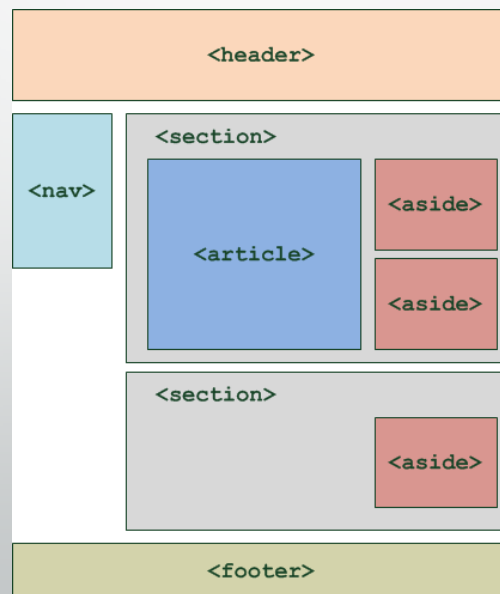 <header>
<nav>
<section>
<article>
<aside>
<aside>
<section>
<aside>
<footer>